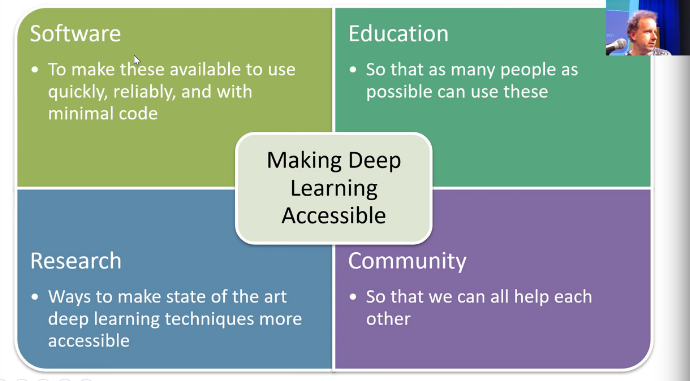 Software
• To make these available to use
quickly, reliably, and with
minimal code
Education
• So that as many people as
possible can use these
Making Deep
Learning
Accessible
Research
• Ways to make state of the art
deep learning techniques more
accessible
Community
• So that we can all help each
other